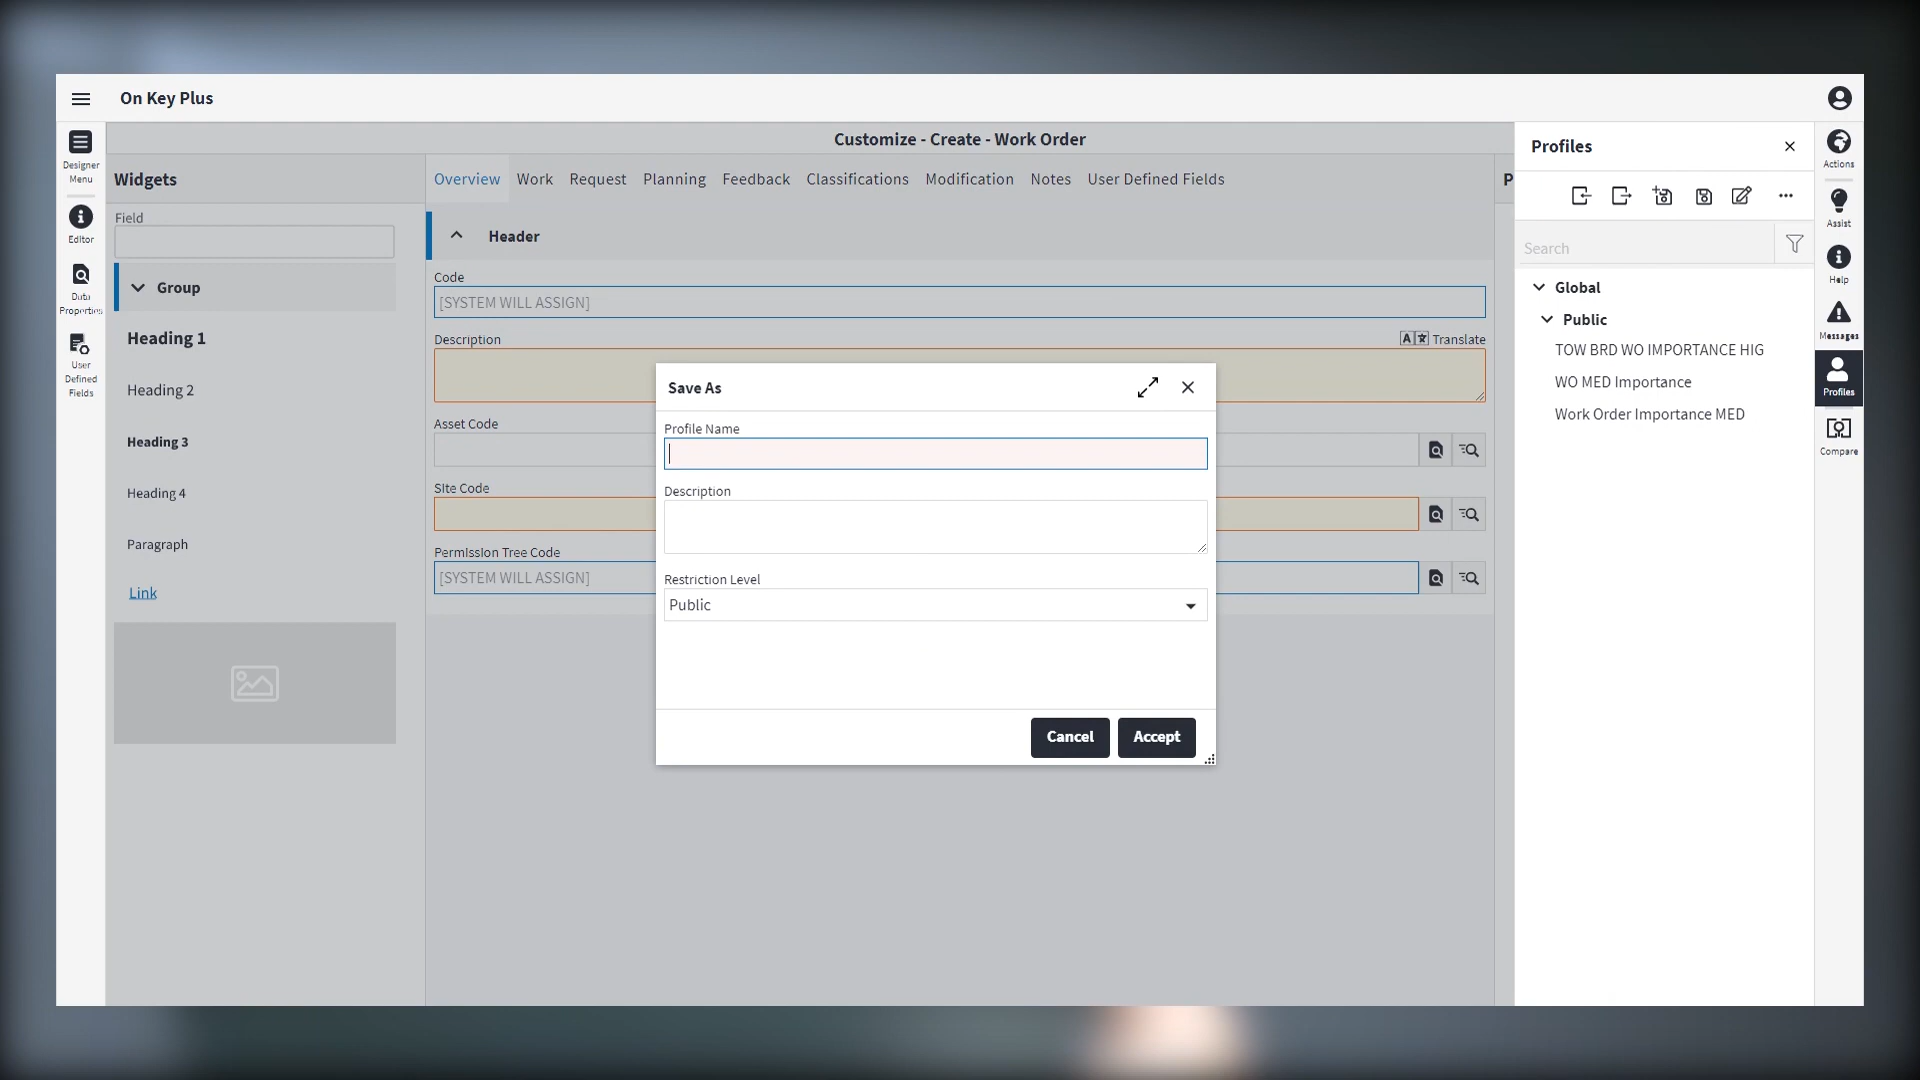 On Key Plus
Customize - Create - Work Order
Designer
Menu
Editor
Data
Properties
User
Defined
Fields
Widgets
Field
Group
Heading 1
Heading 2
Heading 3
Heading 4
Paragraph
Link
Overview
Work
Request
Planning
Feedback
Classifications
Modification
Notes
User Defined Fields
P
Header
Code
[SYSTEM WILL ASSIGN]
Description
Translate
Asset Code
Site Code
Permission Tree Code
[SYSTEM WILL ASSIGN]
Save As
Profile Name
Description
Restriction Level
Public
Cancel
Accept
Profiles
Search
Global
Public
TOW BRD WO IMPORTANCE HIG
WO MED Importance
Work Order Importance MED
Actions
Assist
Help
Messages
Profiles
Compare